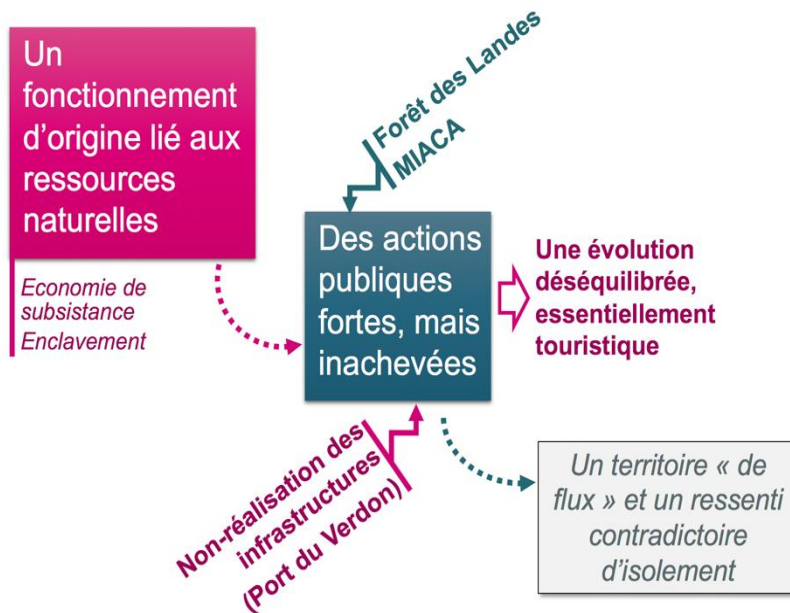 Un
fonctionnement
d'origine lié aux
ressources
naturelles
Economie de
subsistance
Enclavement
Forêt des Landes
MIACA
Des actions
publiques
fortes, mais
inachevées
Une évolution
déséquilibrée,
essentiellement
touristique
Non-réalisation des
infrastructures
(Port du Verdon)
Un territoire « de
flux » et un ressenti
contradictoire
d'isolement